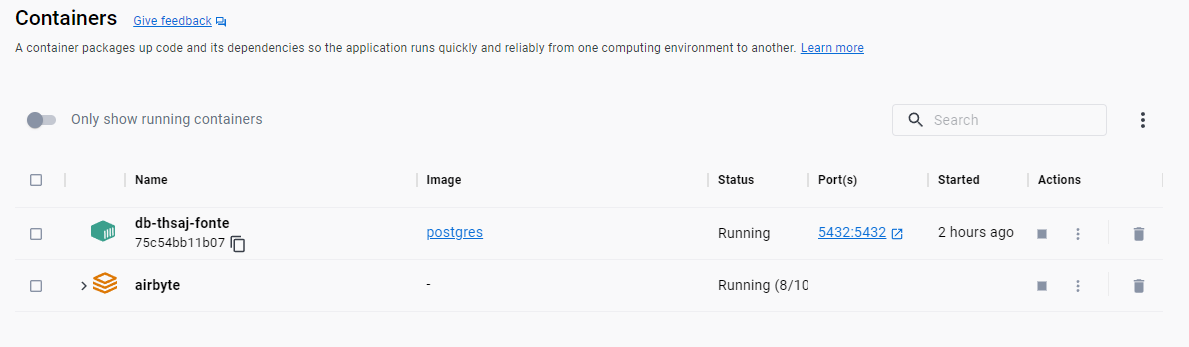 Containers Give feedback
A container packages up code and its dependencies so the application runs quickly and reliably from one computing environment to another. Learn more
Only show running containers
Search
Name Image Status Port(s) Started Actions
db-thsaj-fonte
75c54bb11b07
postgres Running 5432:5432 2 hours ago
airbyte - Running (8/10